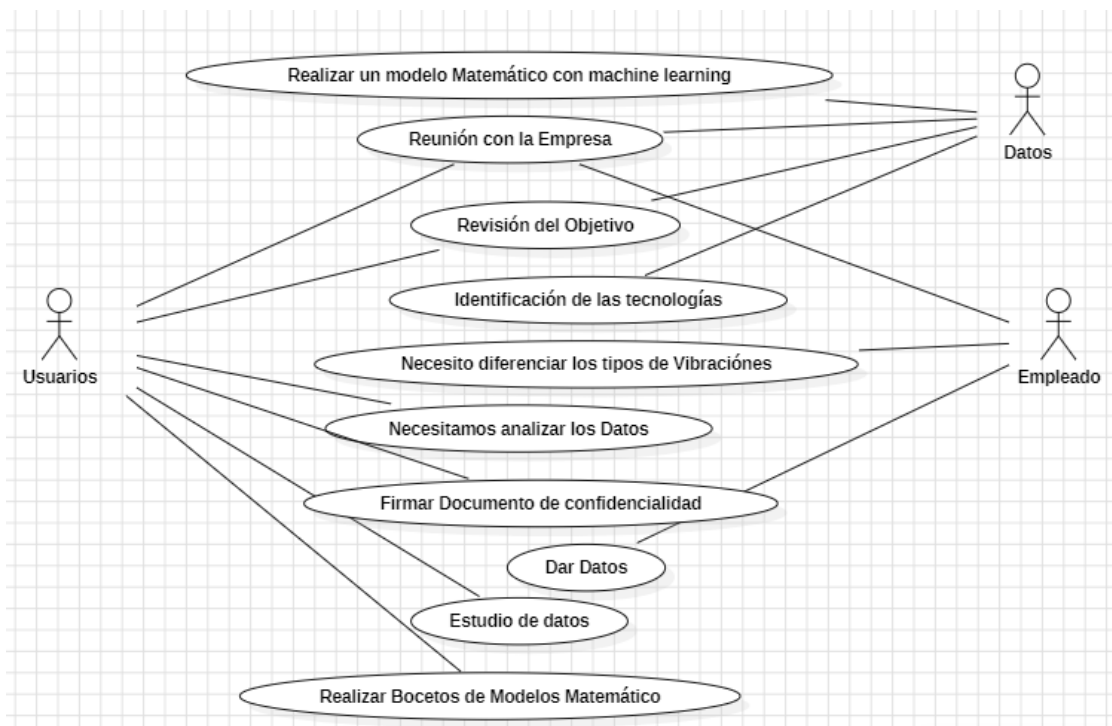 Realizar un modelo Matemático con machine learning
Reunión con la Empresa
Datos
Revisión del Objetivo
Identificación de las tecnologías
Necesito diferenciar los tipos de Vibraciónes
Usuarios
Empleado
Necesitamos analizar los Datos
Firmar Documento de confidencialidad
Dar Datos
Estudio de datos
Realizar Bocetos de Modelos Matemático